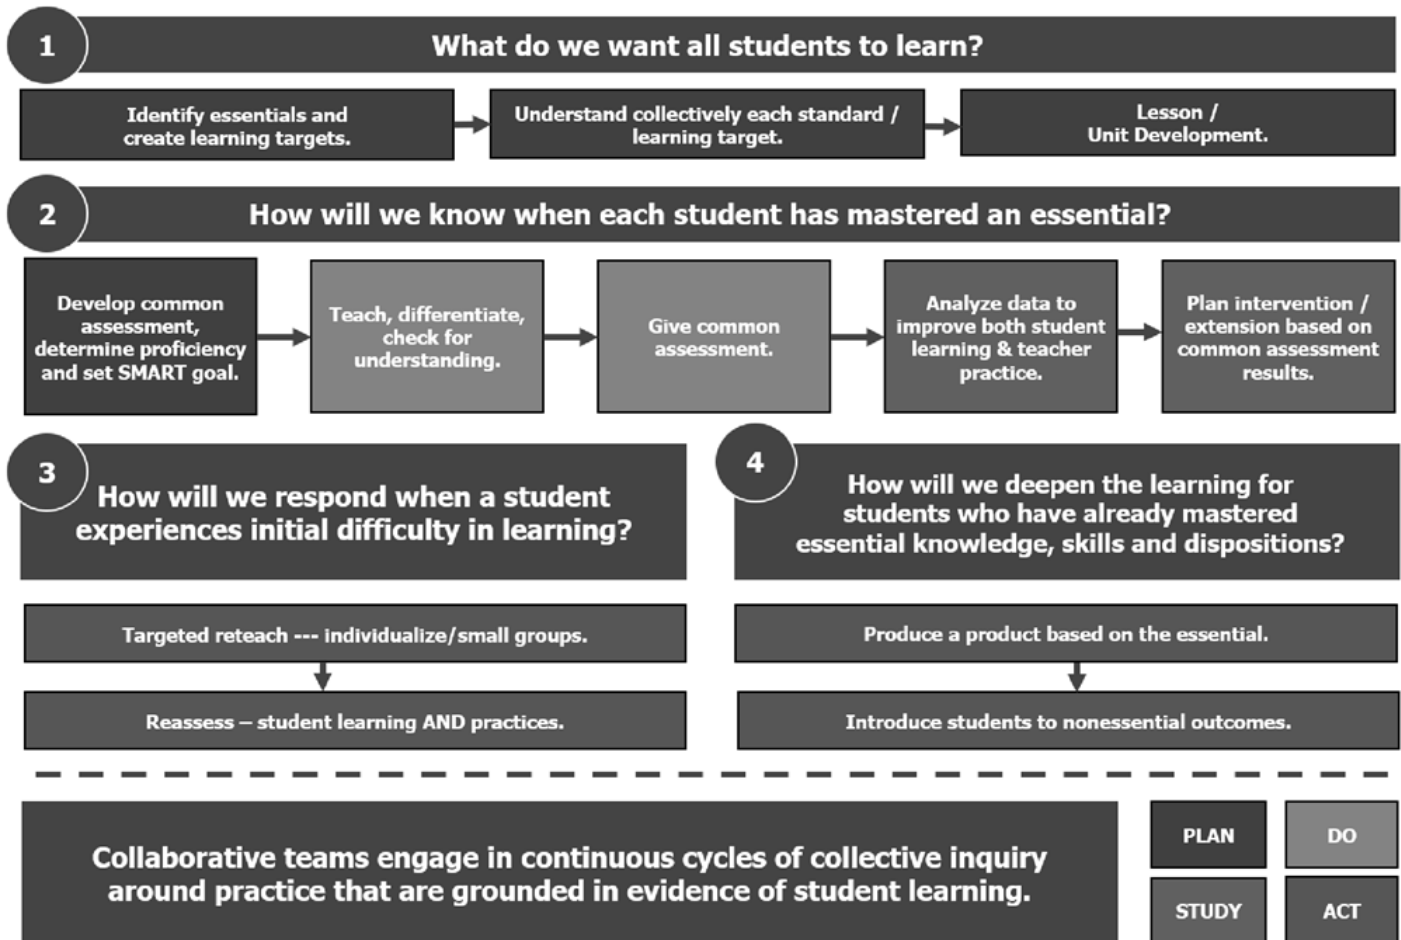 1
What do we want all students to learn?
Identify essentials and
create learning targets.
Understand collectively each standard /
learning target.
Lesson /
Unit Development.
2
How will we know when each student has mastered an essential?
Develop common
assessment,
determine proficiency
and set SMART goal.
Teach, differentiate,
check for
understanding.
Give common
assessment.
Analyze data to
improve both student
learning & teacher
practice.
Plan intervention /
extension based on
common assessment
results.
3
How will we respond when a student
experiences initial difficulty in learning?
Targeted reteach --- individualize/small groups.
Reassess – student learning AND practices.
4
How will we deepen the learning for
students who have already mastered
essential knowledge, skills and dispositions?
Produce a product based on the essential.
Introduce students to nonessential outcomes.
Collaborative teams engage in continuous cycles of collective inquiry
around practice that are grounded in evidence of student learning.
PLAN
DO
STUDY
ACT